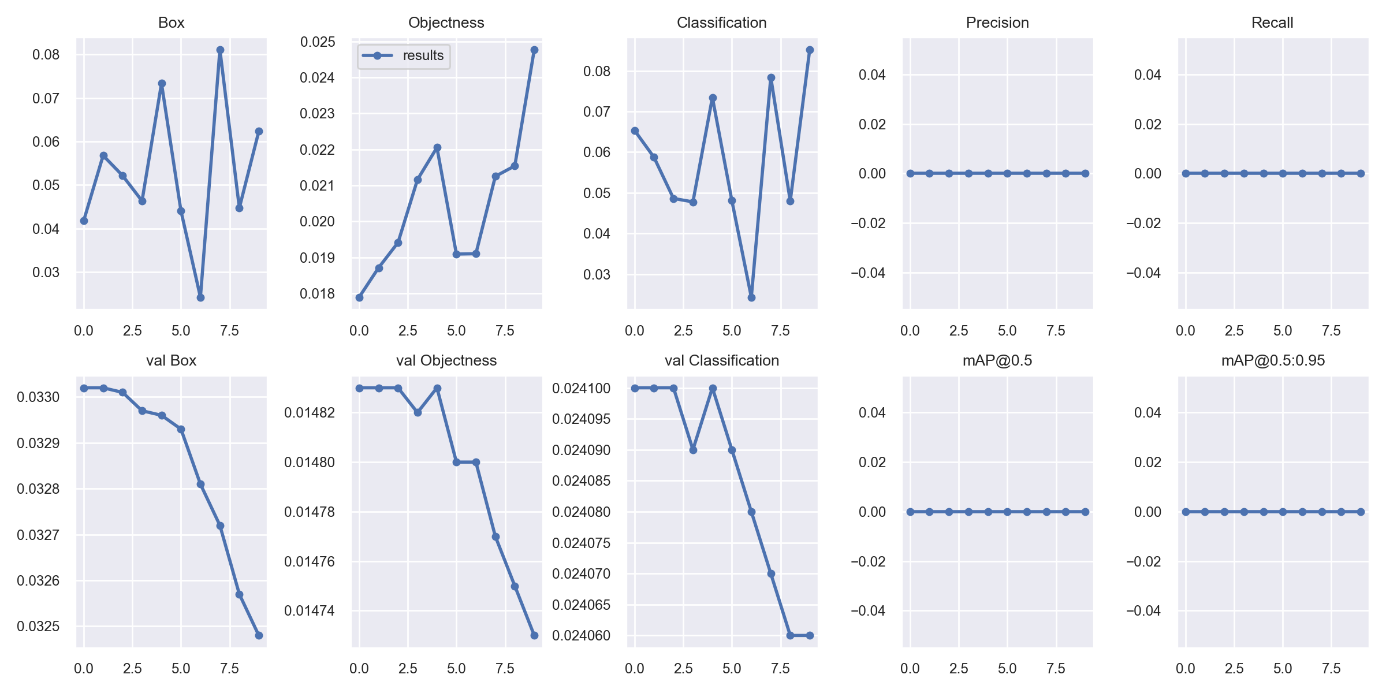 Box
0.08
0.07
0.06
0.05
0.04
0.03
0.0 2.5 5.0 7.5
Objectness
results
0.025
0.024
0.023
0.022
0.021
0.020
0.019
0.018
0.0 2.5 5.0 7.5
Classification
0.08
0.07
0.06
0.05
0.04
0.03
0.0 2.5 5.0 7.5
Precision
0.04
0.02
0.00
−0.02
−0.04
0.0 2.5 5.0 7.5
Recall
0.04
0.02
0.00
−0.02
−0.04
0.0 2.5 5.0 7.5
val Box
0.0330
0.0329
0.0328
0.0327
0.0326
0.0325
0.0 2.5 5.0 7.5
val Objectness
0.01482
0.01480
0.01478
0.01476
0.01474
0.0 2.5 5.0 7.5
val Classification
0.024100
0.024095
0.024090
0.024085
0.024080
0.024075
0.024070
0.024065
0.024060
0.0 2.5 5.0 7.5
mAP@0.5
0.04
0.02
0.00
−0.02
−0.04
0.0 2.5 5.0 7.5
mAP@0.5:0.95
0.04
0.02
0.00
−0.02
−0.04
0.0 2.5 5.0 7.5